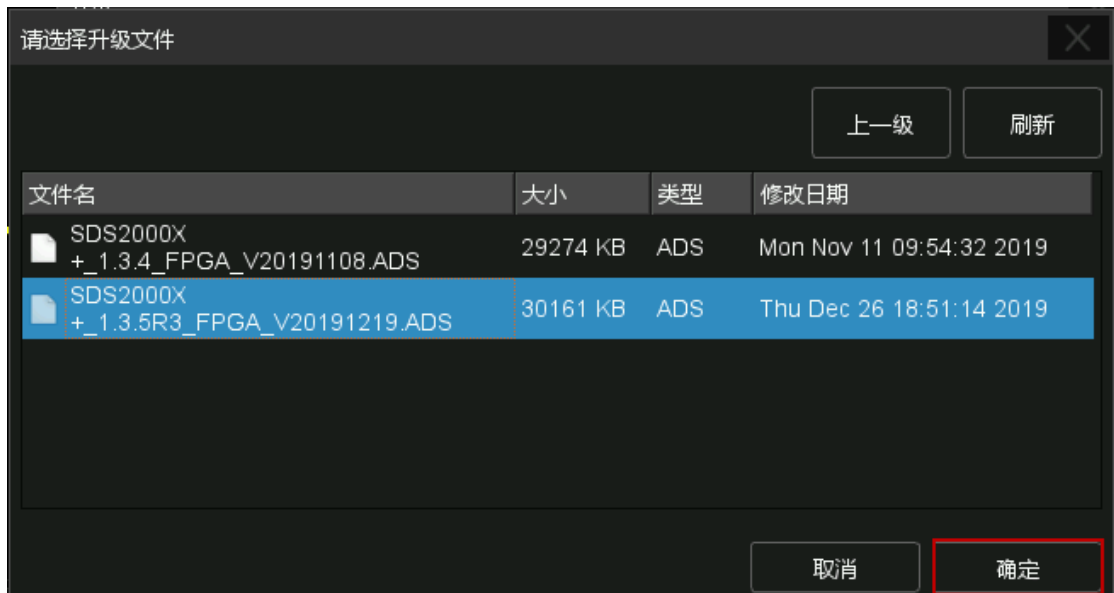 请选择升级文件
上一级 刷新
文件名 大小 类型 修改日期
SDS2000X
+_1.3.4_FPGA_V20191108.ADS 29274 KB ADS Mon Nov 11 09:54:32 2019
SDS2000X
+_1.3.5R3_FPGA_V20191219.ADS 30161 KB ADS Thu Dec 26 18:51:14 2019
取消 确定